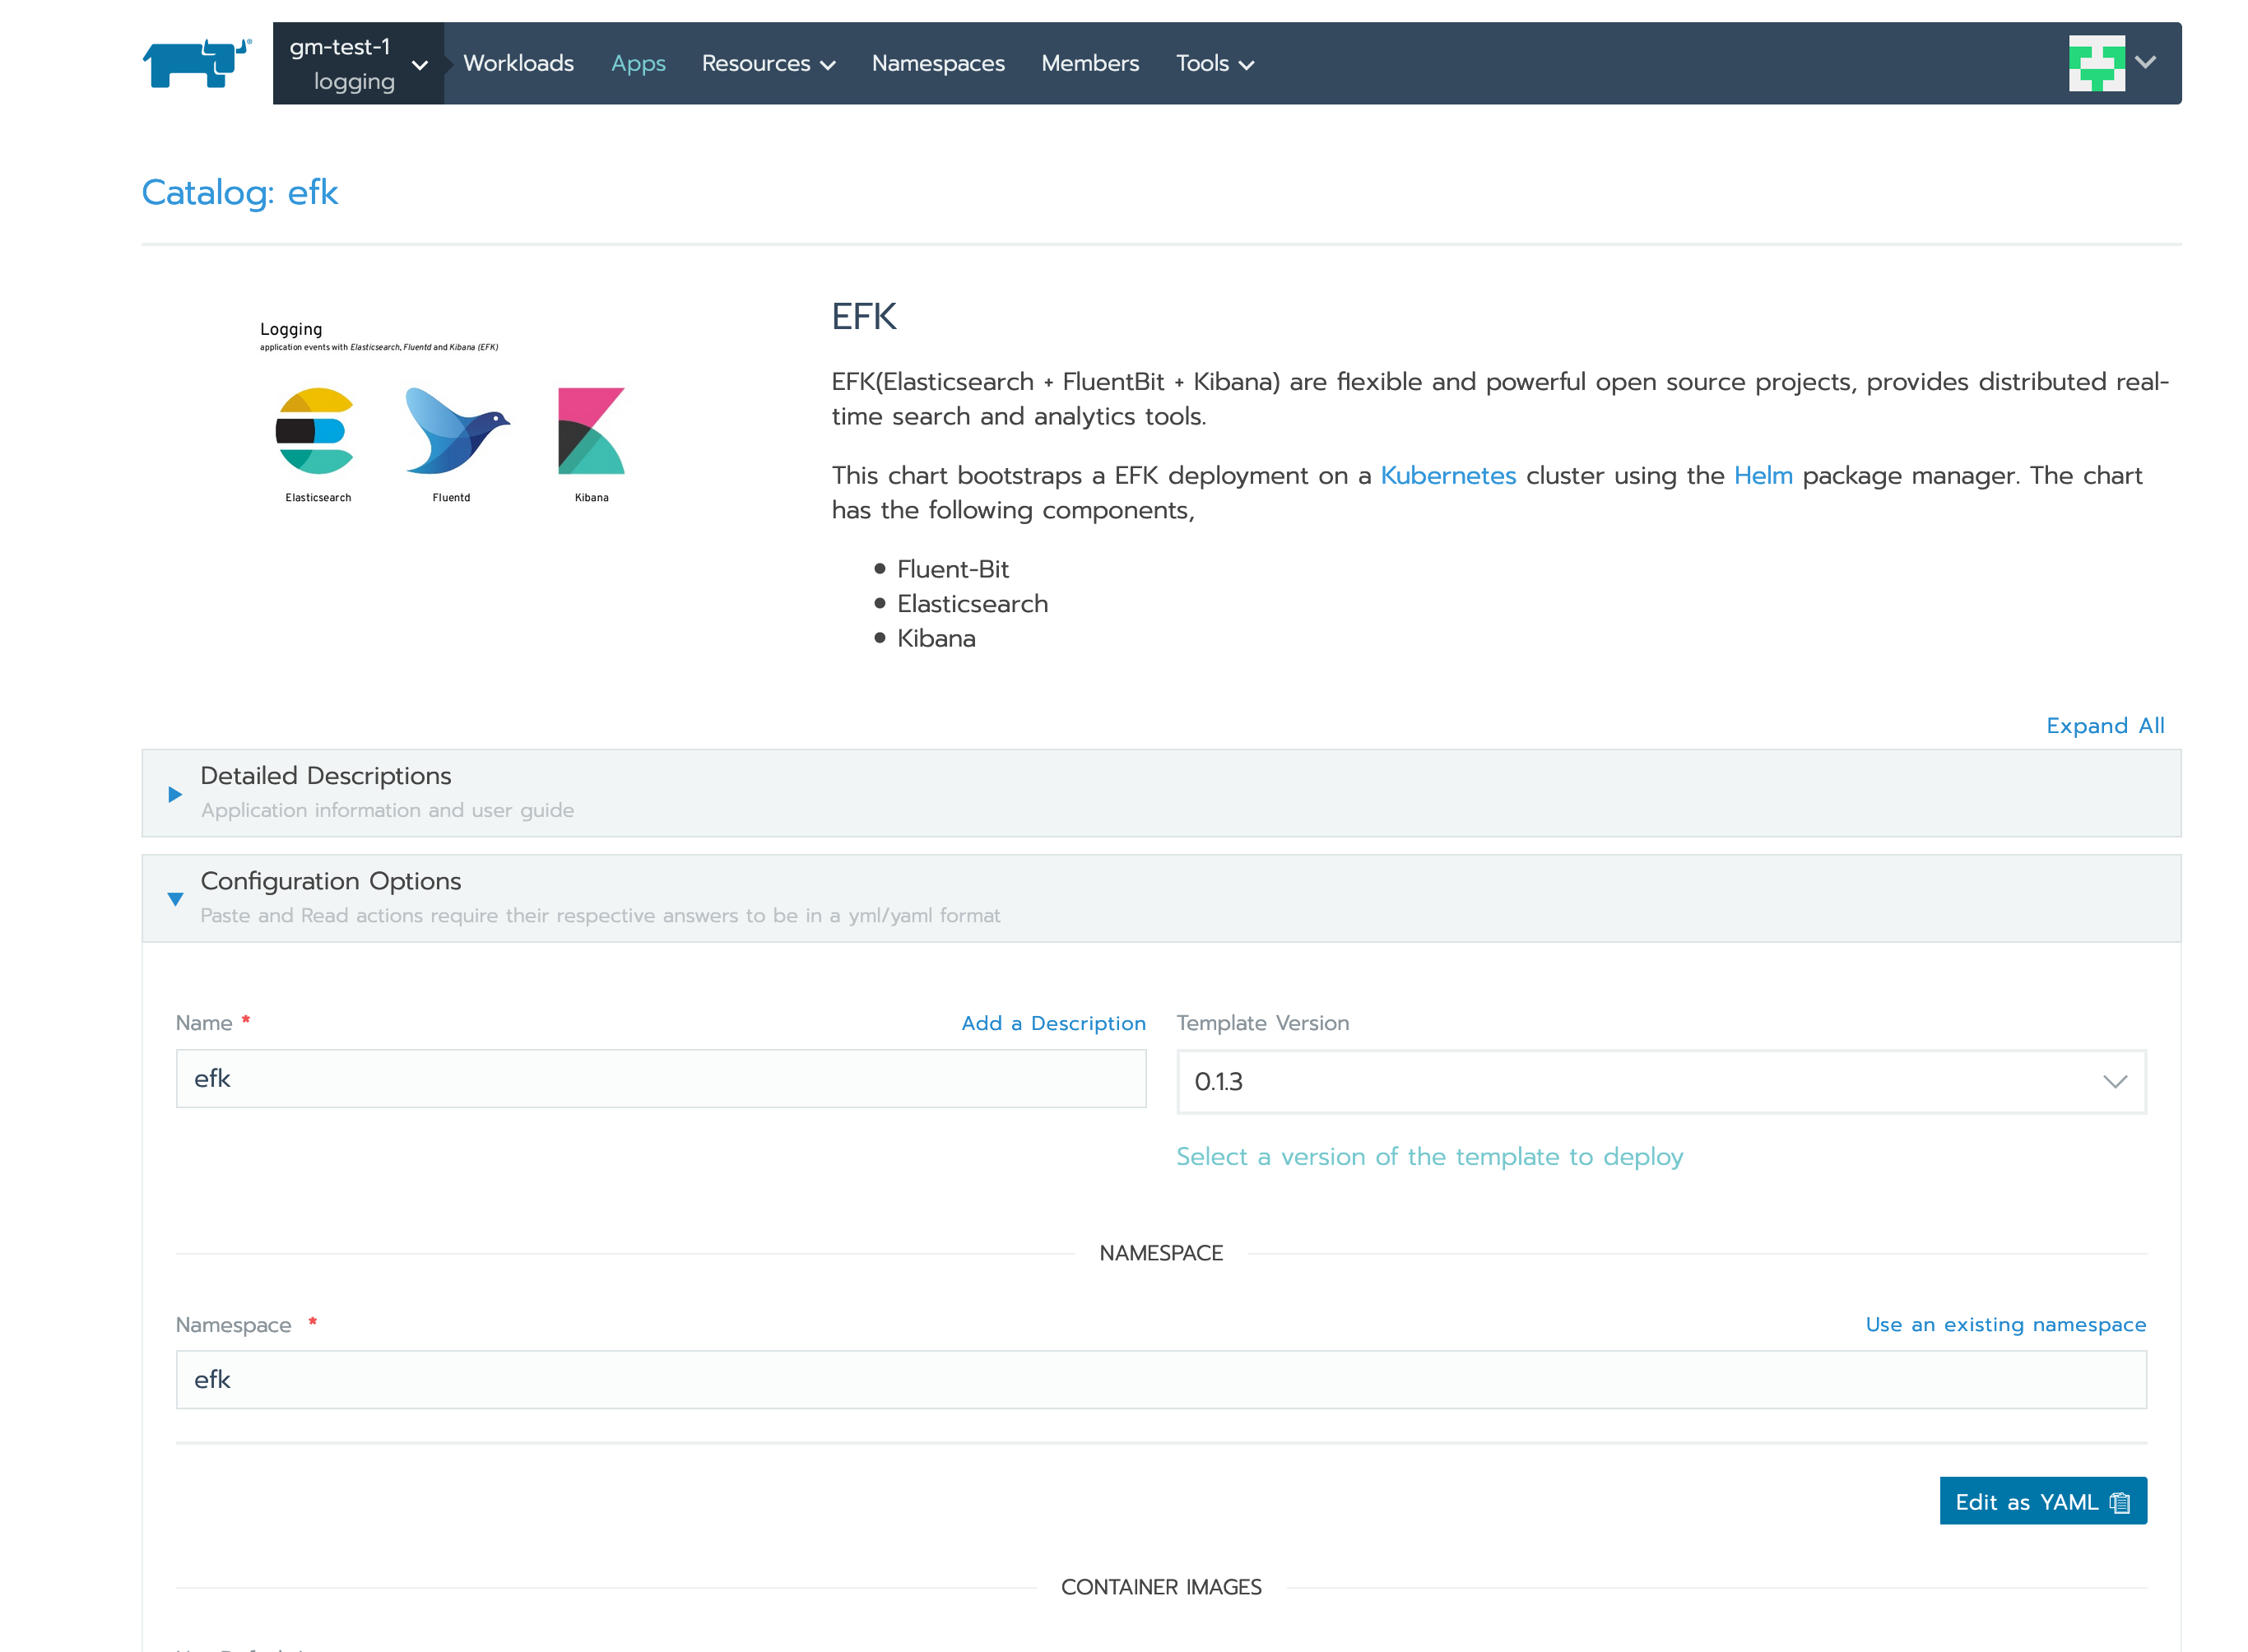 gm-test-1
logging
Workloads Apps Resources Namespaces Members Tools
Catalog: efk
Logging
application events with Elasticsearch, Fluentd and Kibana (EFK)
Elasticsearch Fluentd Kibana
EFK
EFK(Elasticsearch + FluentBit + Kibana) are flexible and powerful open source projects, provides distributed real-
time search and analytics tools.
This chart bootstraps a EFK deployment on a Kubernetes cluster using the Helm package manager. The chart
has the following components,
• Fluent-Bit
• Elasticsearch
• Kibana
Expand All
Detailed Descriptions
Application information and user guide
Configuration Options
Paste and Read actions require their respective answers to be in a yml/yaml format
Name * Add a Description Template Version
efk 0.1.3
Select a version of the template to deploy
NAMESPACE
Namespace * Use an existing namespace
efk
Edit as YAML
CONTAINER IMAGES